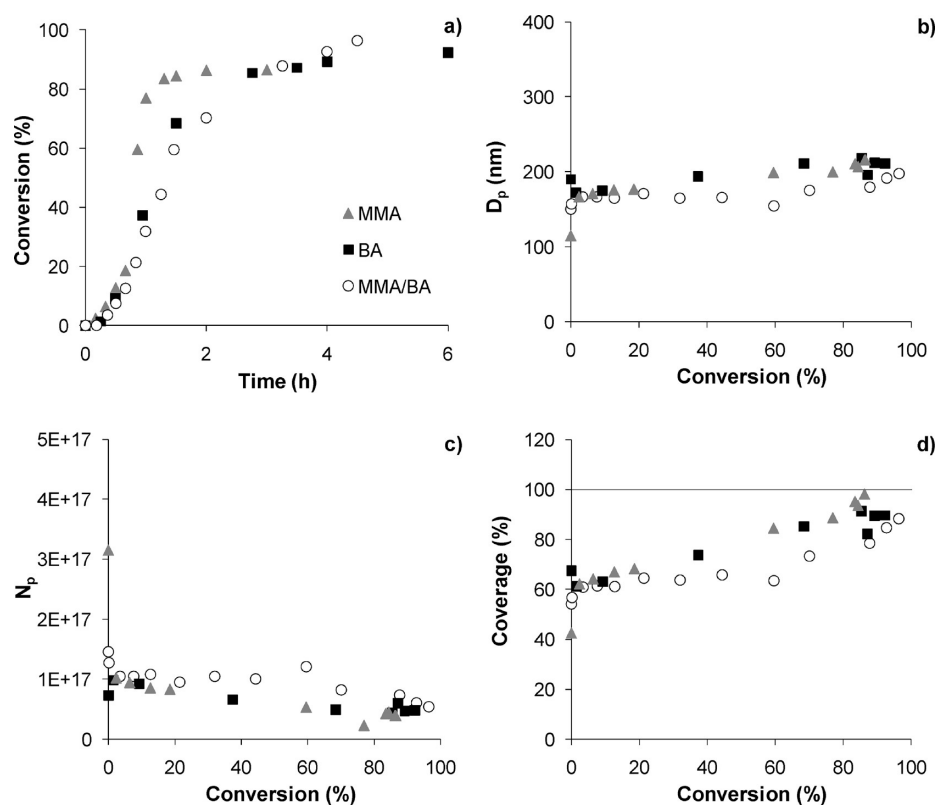 a)
100
80
60
40
20
0
Conversion (%)
MMA
BA
MMA/BA
0 2 4 6
Time (h)
b)
400
300
200
100
0
Dp (nm)
0 20 40 60 80 100
Conversion (%)
c)
5E+17
4E+17
3E+17
2E+17
1E+17
0
Np
0 20 40 60 80 100
Conversion (%)
d)
120
100
80
60
40
20
0
Coverage (%)
0 20 40 60 80 100
Conversion (%)